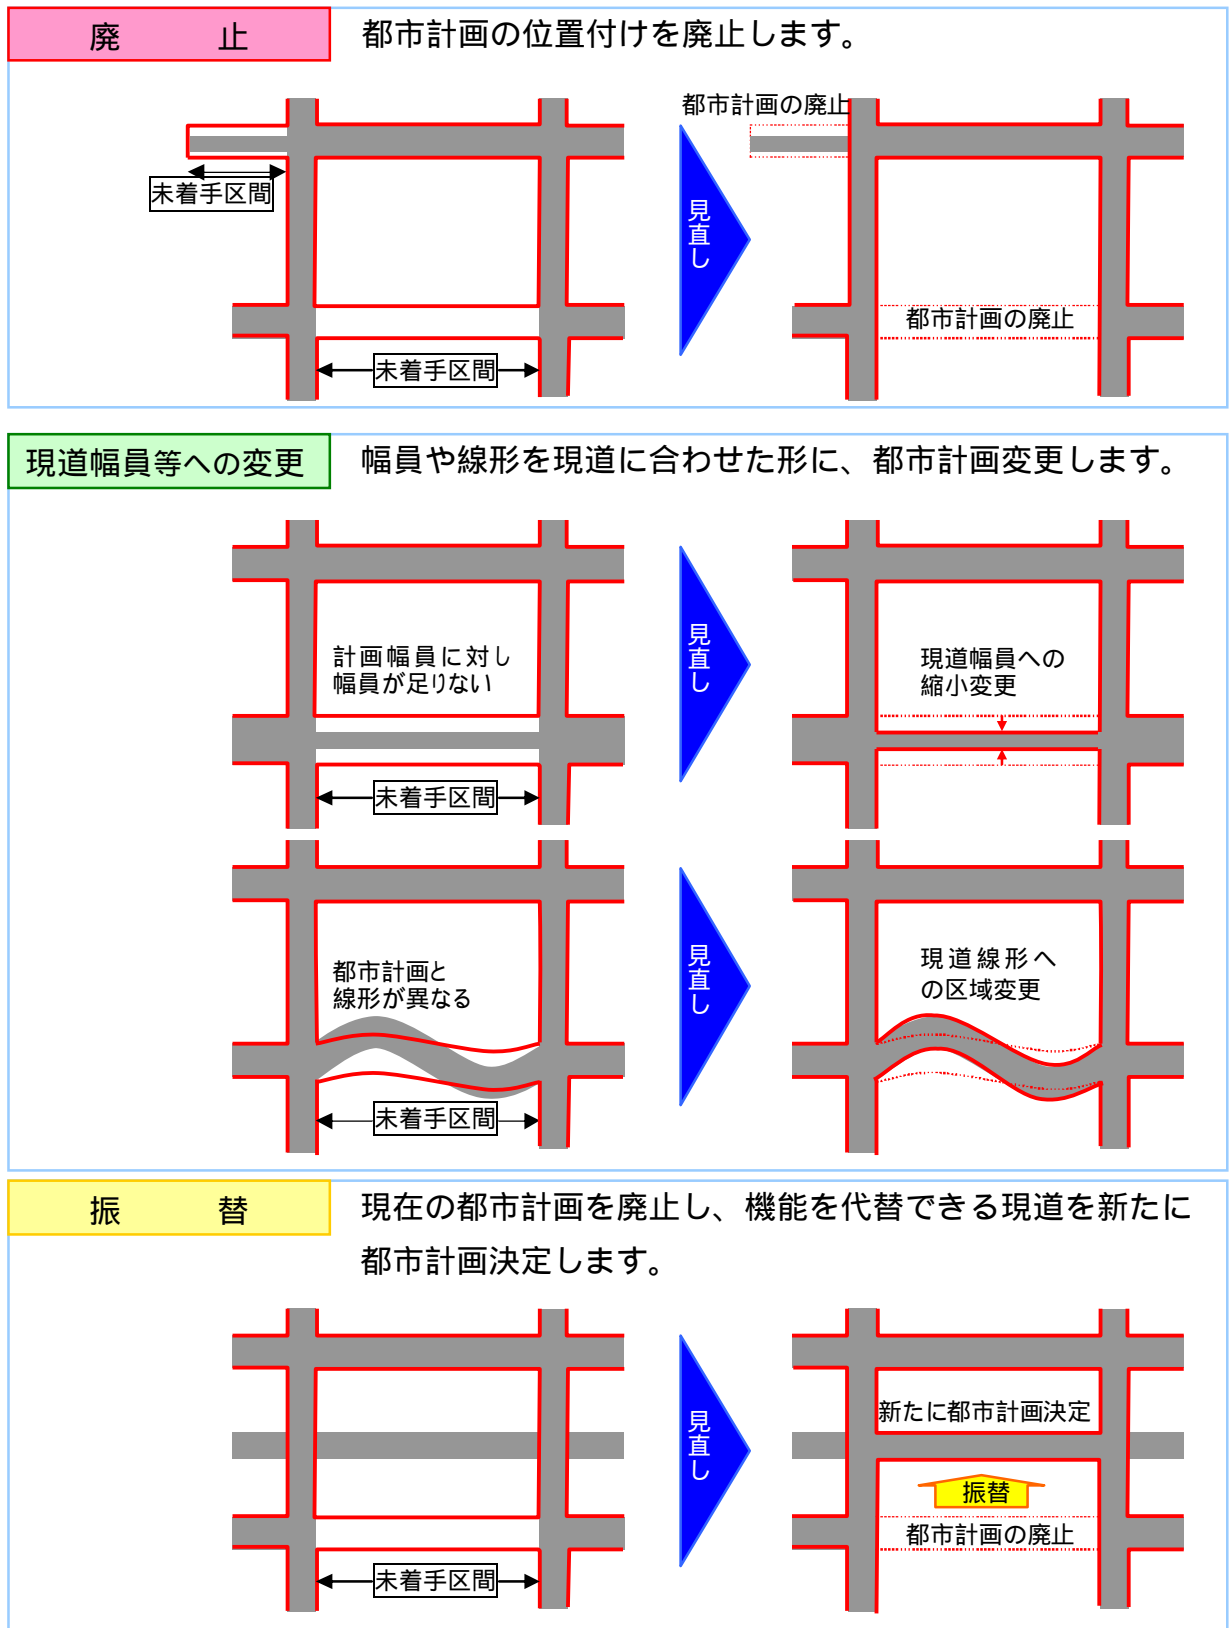 廃　止
都市計画の位置付けを廃止します。
未着手区間
未着手区間
見直し
都市計画の廃止
都市計画の廃止
現道幅員等への変更
幅員や線形を現道に合わせた形に、都市計画変更します。
計画幅員に対し
幅員が足りない
未着手区間
見直し
現道幅員への
縮小変更
都市計画と
線形が異なる
未着手区間
見直し
現道線形へ
の区域変更
振　替
現在の都市計画を廃止し、機能を代替できる現道を新たに
都市計画決定します。
未着手区間
見直し
新たに都市計画決定
振替
都市計画の廃止